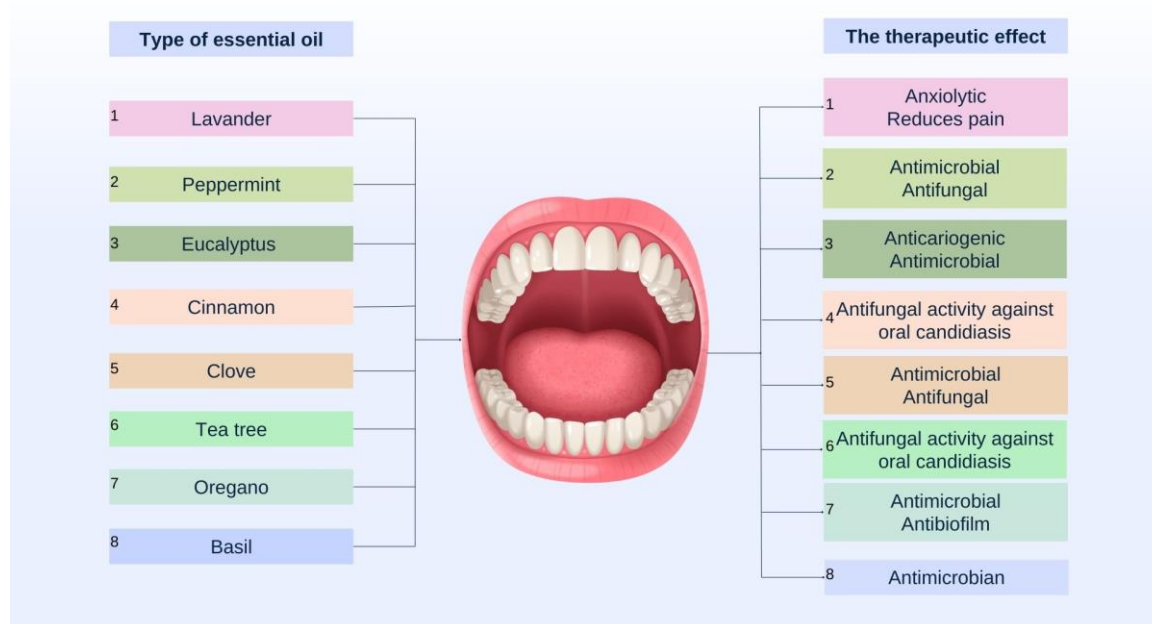 Type of essential oil
1
Lavander
2
Peppermint
3
Eucalyptus
4
Cinnamon
5
Clove
6
Tea tree
7
Oregano
8
Basil
The therapeutic effect
1
Anxiolytic
Reduces pain
2
Antimicrobial
Antifungal
3
Anticariogenic
Antimicrobial
4
Antifungal activity against
oral candidiasis
5
Antimicrobial
Antifungal
6
Antifungal activity against
oral candidiasis
7
Antimicrobial
Antibiofilm
8
Antimicrobian